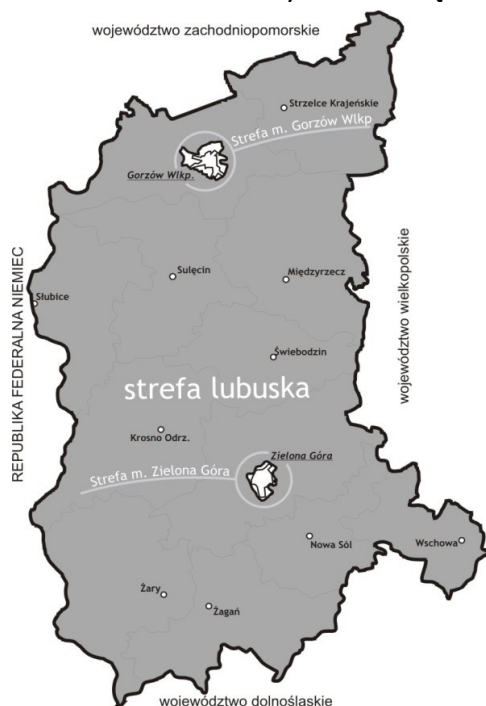 województwo zachodniopomorskie
Strzelce Krajeńskie
Strefa m. Gorzów Wlkp
Gorzów Wlkp.
REPUBLIKA FEDERALNA NIEMIEC
Słubice
Sulęcin
Międzyrzecz
województwo wielkopolskie
Świebodzin
strefa lubuska
Krosno Odrz.
Zielona Góra
Strefa m. Zielona Góra
Nowa Sól
Wschowa
Żary
Żagań
województwo dolnośląskie